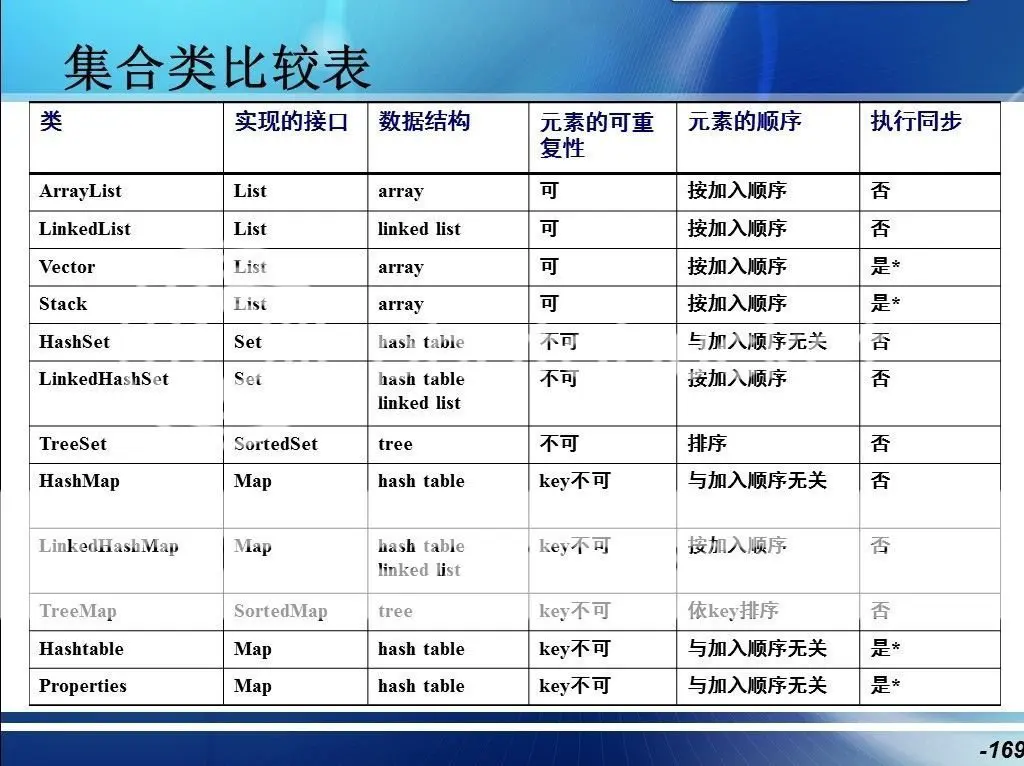 集合类比较表
类 实现的接口 数据结构 元素的可重复性 元素的顺序 执行同步
ArrayList List array 可 按加入顺序 否
LinkedList List linked list 可 按加入顺序 否
Vector List array 可 按加入顺序 是*
Stack List array 可 按加入顺序 是*
HashSet Set hash table 不可 与加入顺序无关 否
LinkedHashSet Set hash table 不可 按加入顺序 否
linked list
TreeSet SortedSet tree 不可 排序 否
HashMap Map hash table key不可 与加入顺序无关 否
LinkedHashMap Map hash table key不可 按加入顺序 否
linked list
TreeMap SortedMap tree key不可 依key排序 否
Hashtable Map hash table key不可 与加入顺序无关 是*
Properties Map hash table key不可 与加入顺序无关 是*
-169